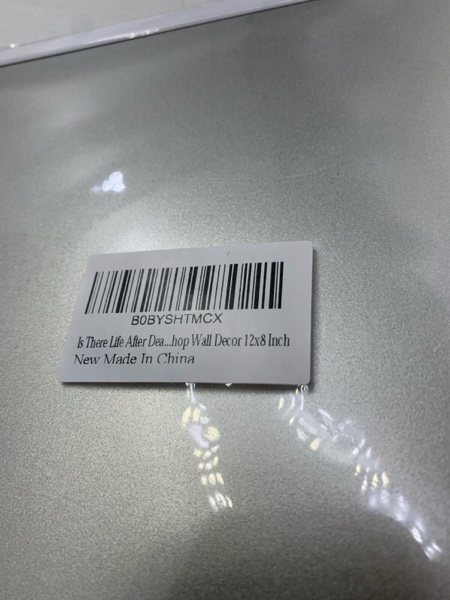 B0BYSHTMCX
Is There Life After Dea...hop Wall Decor 12x8 Inch
New Made In China